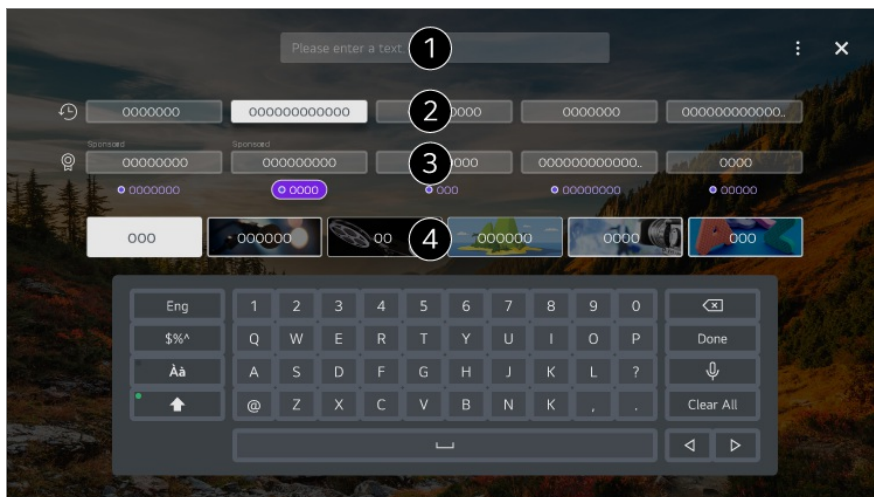 Please enter a text. 1
0000000 000000000000 2 0000 0000000 000000000000..
Sponsored Sponsored
00000000 000000000 3 000 00000000000.. 0000
0000000 0000 000 00000000 00000
000 000000 00 4 000000 0000 000
Eng 1 2 3 4 5 6 7 8 9 0
$%^ Q W E R T Y U I O P Done
Àà A S D F G H J K L ?
@ Z X C V B N K , . Clear All